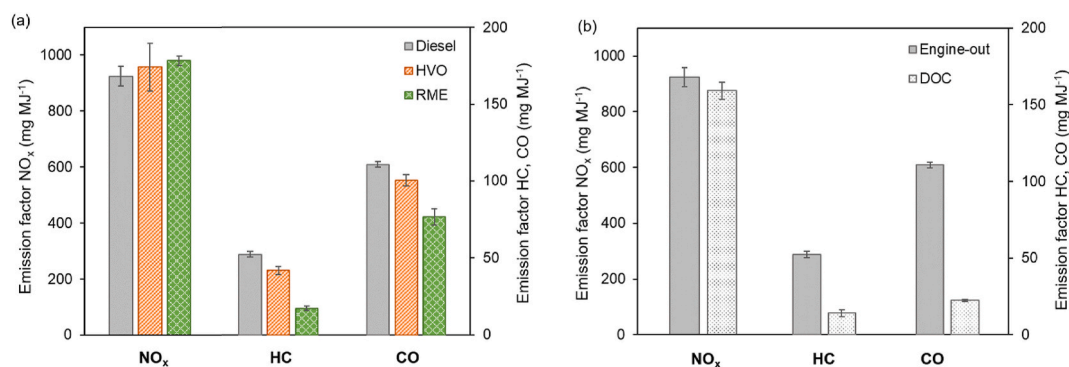 (a)
Emission factor NOx (mg MJ⁻¹)
1000
800
600
400
200
0
Diesel
HVO
RME
200
150
100
50
0
Emission factor HC, CO (mg MJ⁻¹)
NOx HC CO
(b)
Emission factor NOx (mg MJ⁻¹)
1000
800
600
400
200
0
Engine-out
DOC
200
150
100
50
0
Emission factor HC, CO (mg MJ⁻¹)
NOx HC CO